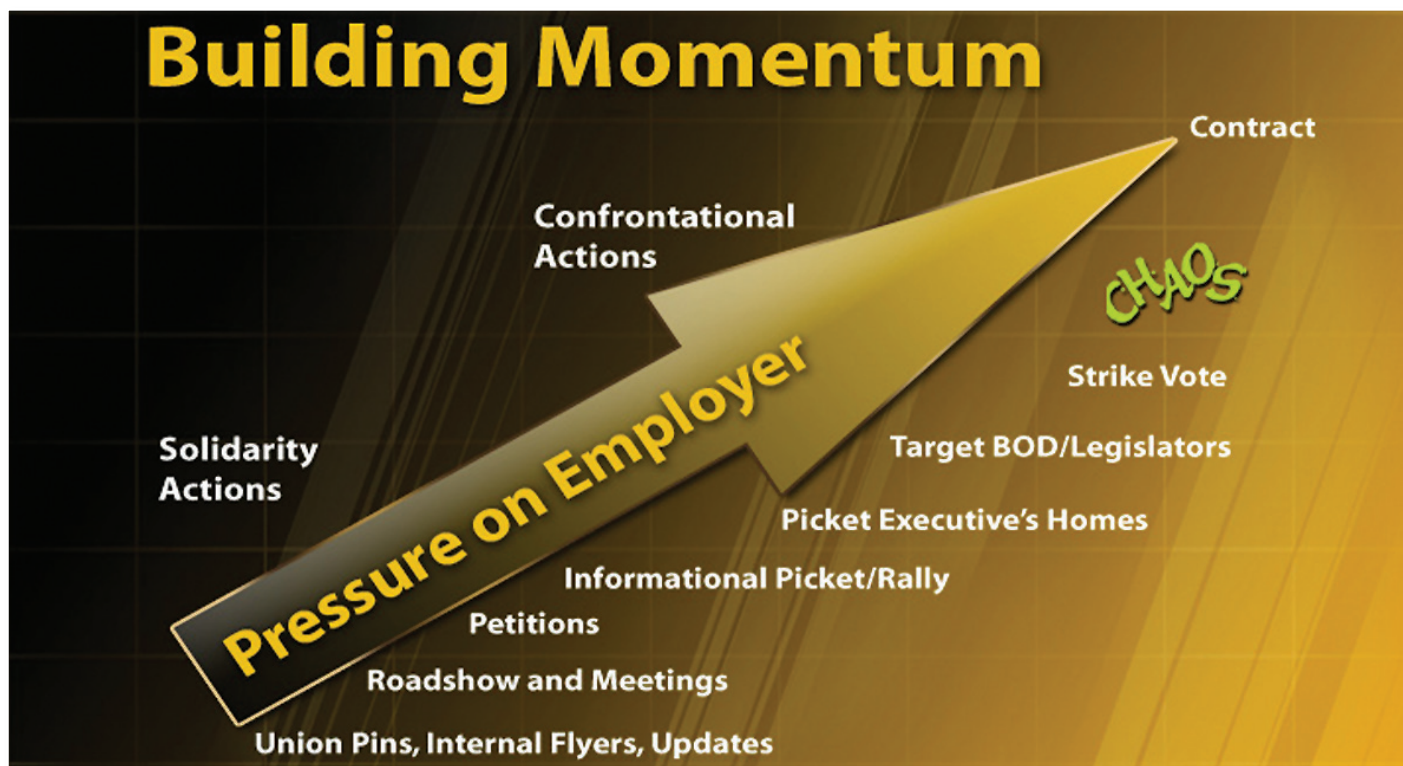 Building Momentum
Contract
Confrontational
Actions
CHAOS
Strike Vote
Solidarity
Actions
Pressure on Employer
Target BOD/Legislators
Picket Executive's Homes
Informational Picket/Rally
Petitions
Roadshow and Meetings
Union Pins, Internal Flyers, Updates